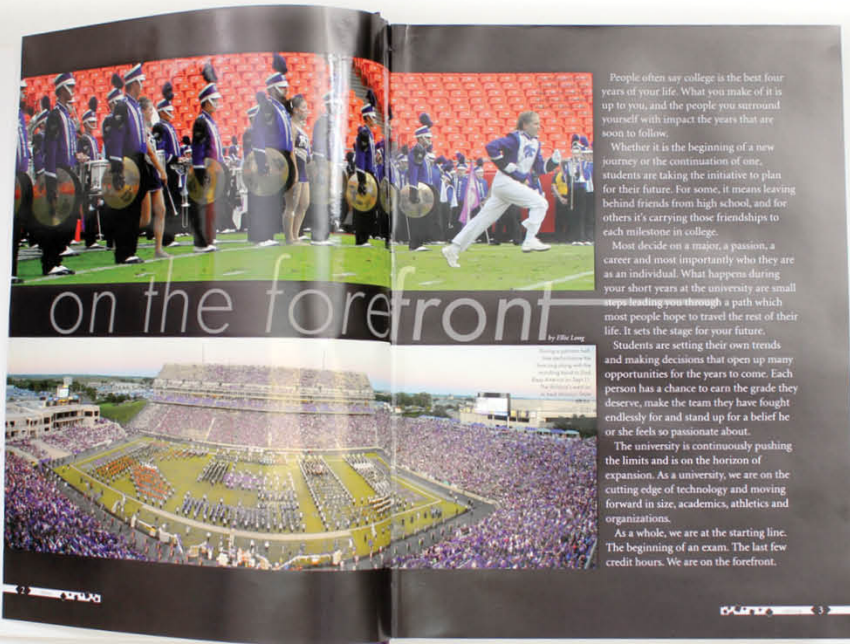 on the forefront
by Ellie Long
People often say college is the best four
years of your life. What you make of it is
up to you, and the people you surround
yourself with impact the years that are
soon to follow.
Whether it is the beginning of a new
journey or the continuation of one,
students are taking the initiative to plan
for their future. For some, it means leaving
behind friends from high school, and for
others it's carrying those friendships to
each milestone in college.
Most decide on a major, a passion, a
career and most importantly who they are
as an individual. What happens during
your short years at the university are small
steps leading you through a path which
most people hope to travel the rest of their
life. It sets the stage for your future.
Students are setting their own trends
and making decisions that open up many
opportunities for the years to come. Each
person has a chance to earn the grade they
deserve, make the team they have fought
endlessly for and stand up for a belief he
or she feels so passionate about.
The university is continuously pushing
the limits and is on the horizon of
expansion. As a university, we are on the
cutting edge of technology and moving
forward in size, academics, athletics and
organizations.
As a whole, we are at the starting line.
The beginning of an exam. The last few
credit hours. We are on the forefront.
2
3